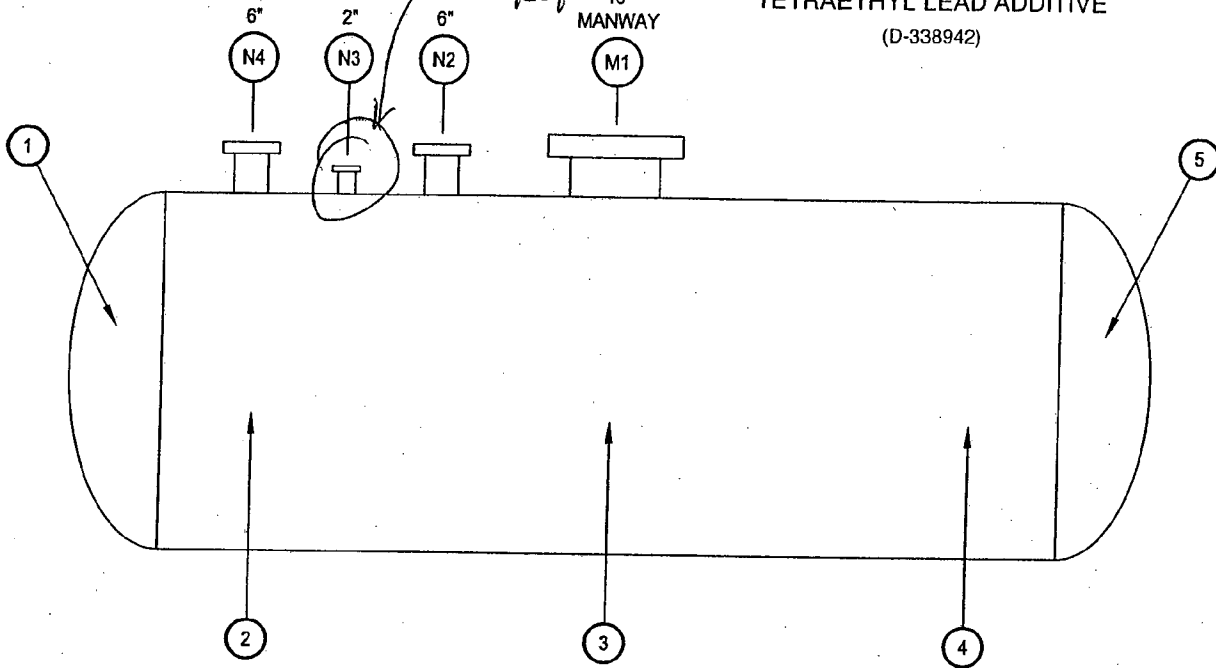 TETRAETHYL LEAD ADDITIVE
(D-338942)
6"
2"
6"
MANWAY
N4
N3
N2
M1
1
5
2
3
4